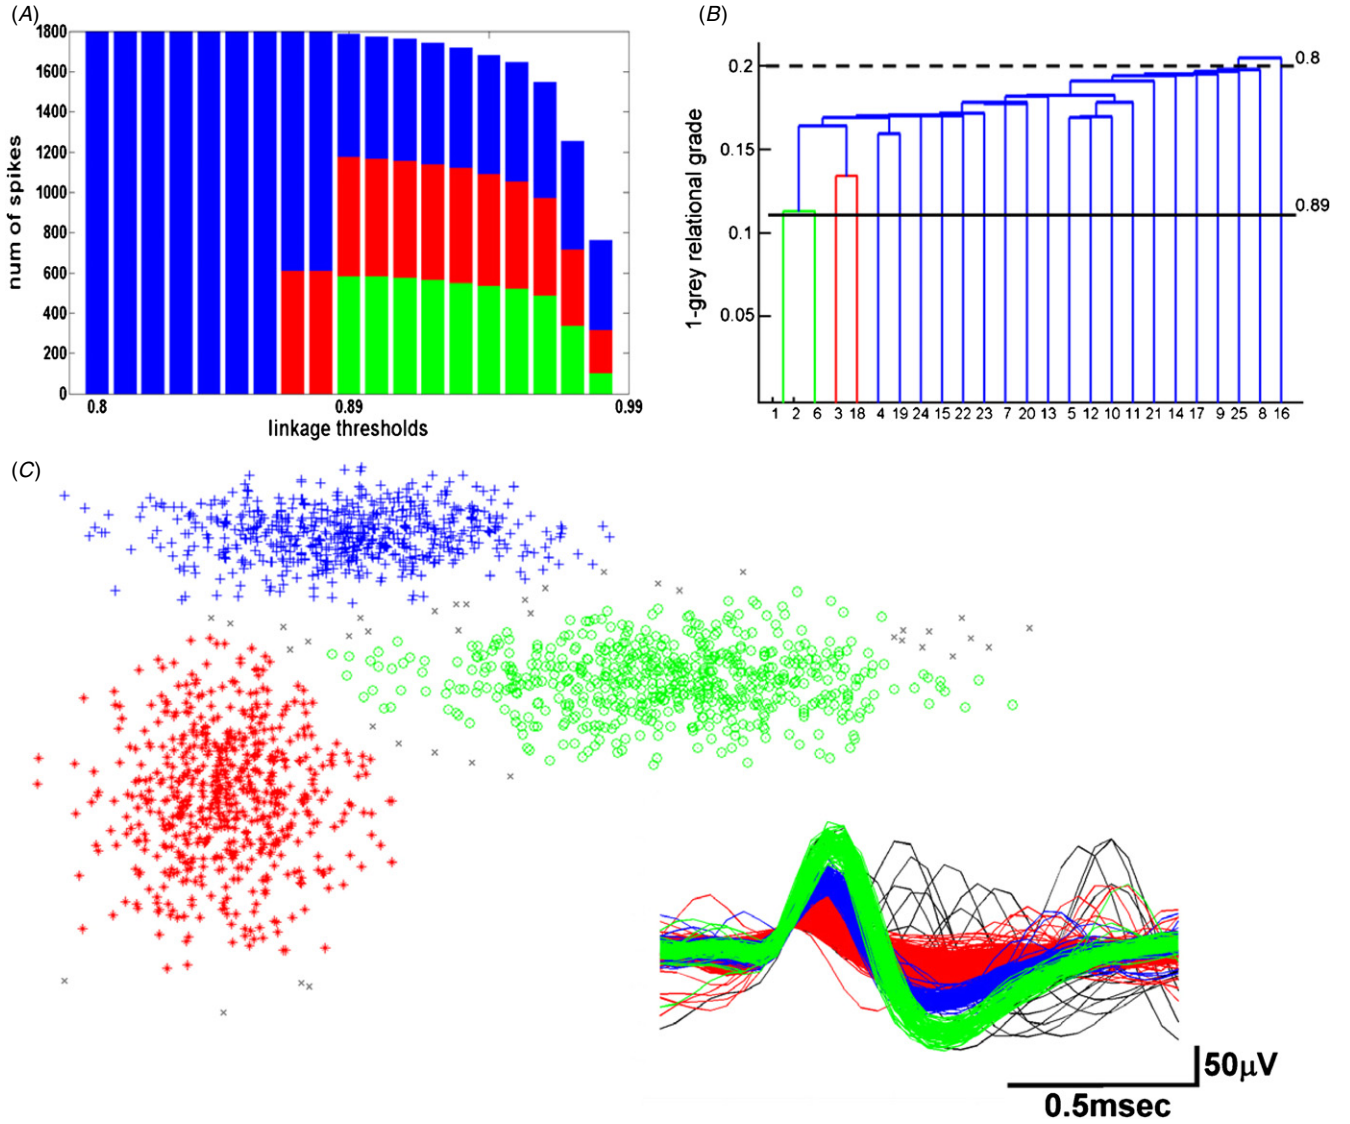 (A)
1800
1600
1400
1200
1000
800
600
400
200
0
num of spikes
0.8
0.89
0.99
linkage thresholds
(B)
0.2
0.15
0.1
0.05
1-grey relational grade
0.8
0.89
1 2 6 3 18 4 19 24 15 22 23 7 20 13 5 12 10 11 21 14 17 9 25 8 16
(C)
50μV
0.5msec